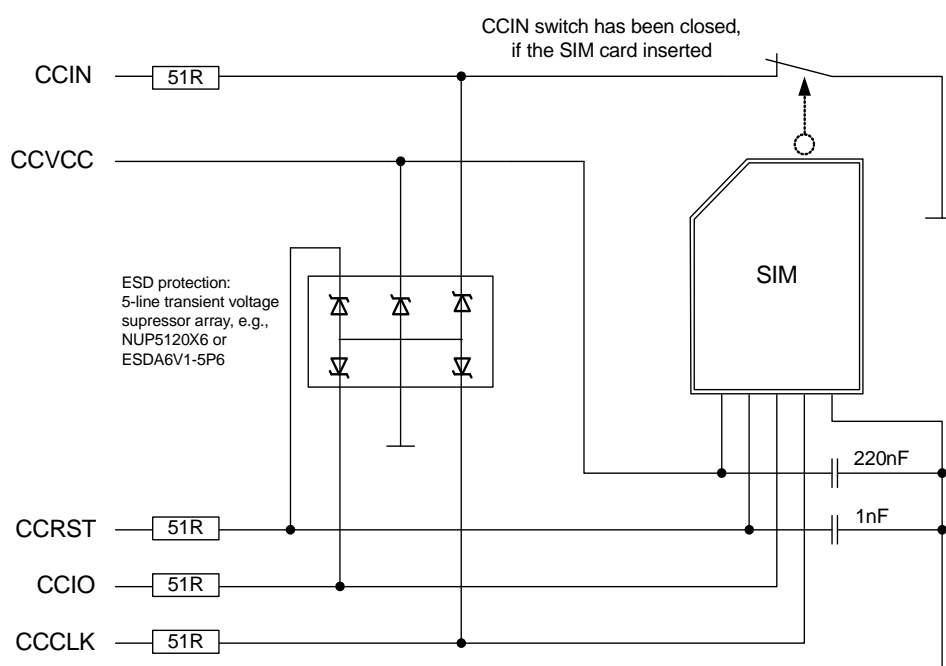 CCIN switch has been closed,
if the SIM card inserted
CCIN
51R
CCVCC
ESD protection:
5-line transient voltage
supressor array, e.g.,
NUP5120X6 or
ESDA6V1-5P6
SIM
220nF
CCRST
51R
1nF
CCIO
51R
CCCLK
51R